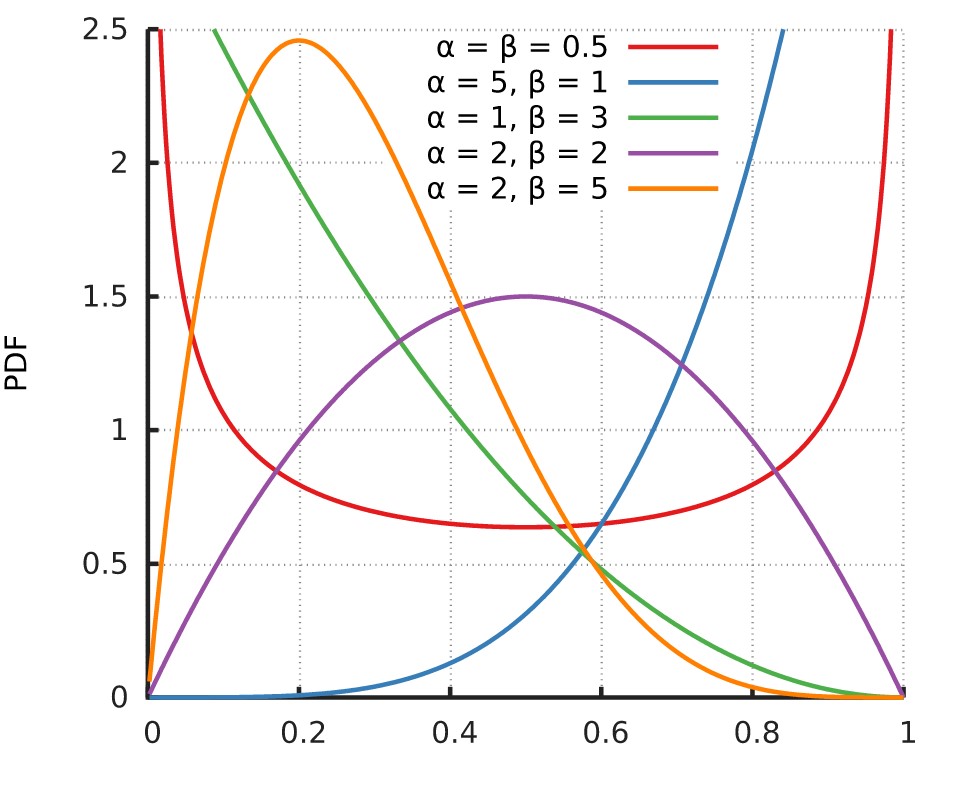 2.5
α = β = 0.5
α = 5, β = 1
α = 1, β = 3
2
α = 2, β = 2
α = 2, β = 5
1.5
PDF
1
0.5
0
0 0.2 0.4 0.6 0.8 1